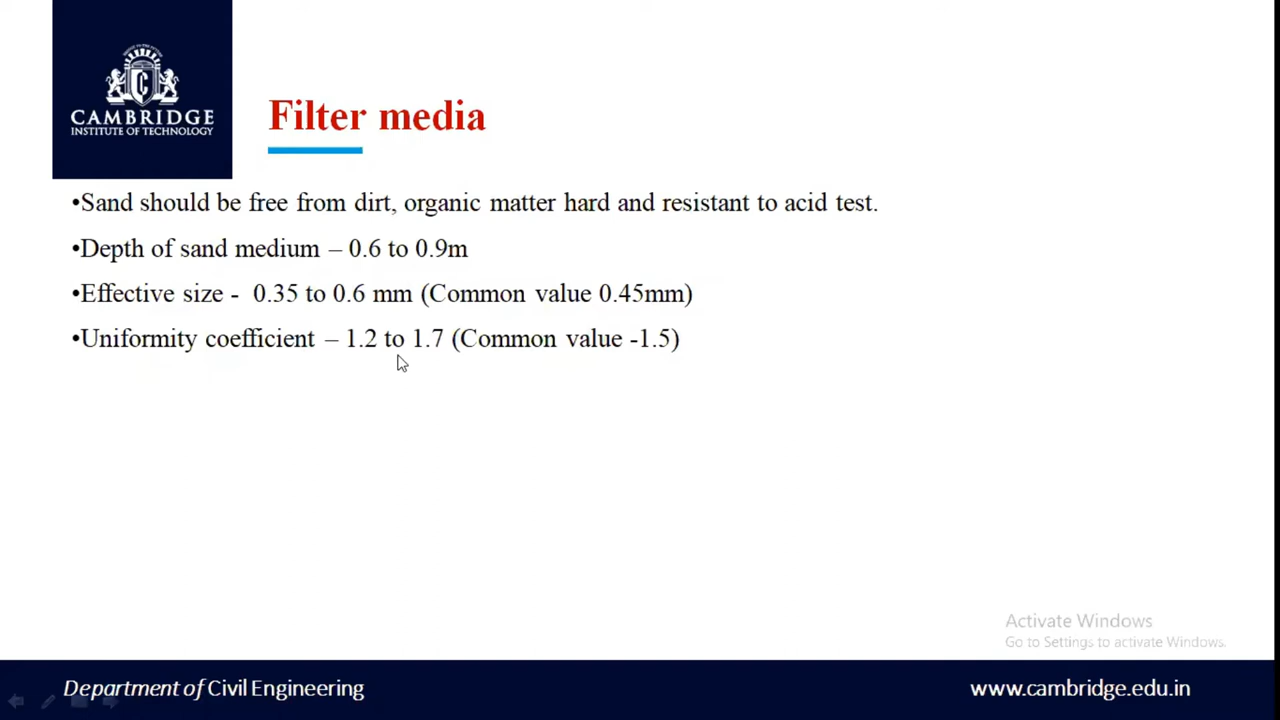 CAMBRIDGE
INSTITUTE OF TECHNOLOGY
Filter media
•Sand should be free from dirt, organic matter hard and resistant to acid test.
•Depth of sand medium – 0.6 to 0.9m
•Effective size - 0.35 to 0.6 mm (Common value 0.45mm)
•Uniformity coefficient – 1.2 to 1.7 (Common value -1.5)
Activate Windows
Go to Settings to activate Windows.
Department of Civil Engineering
www.cambridge.edu.in